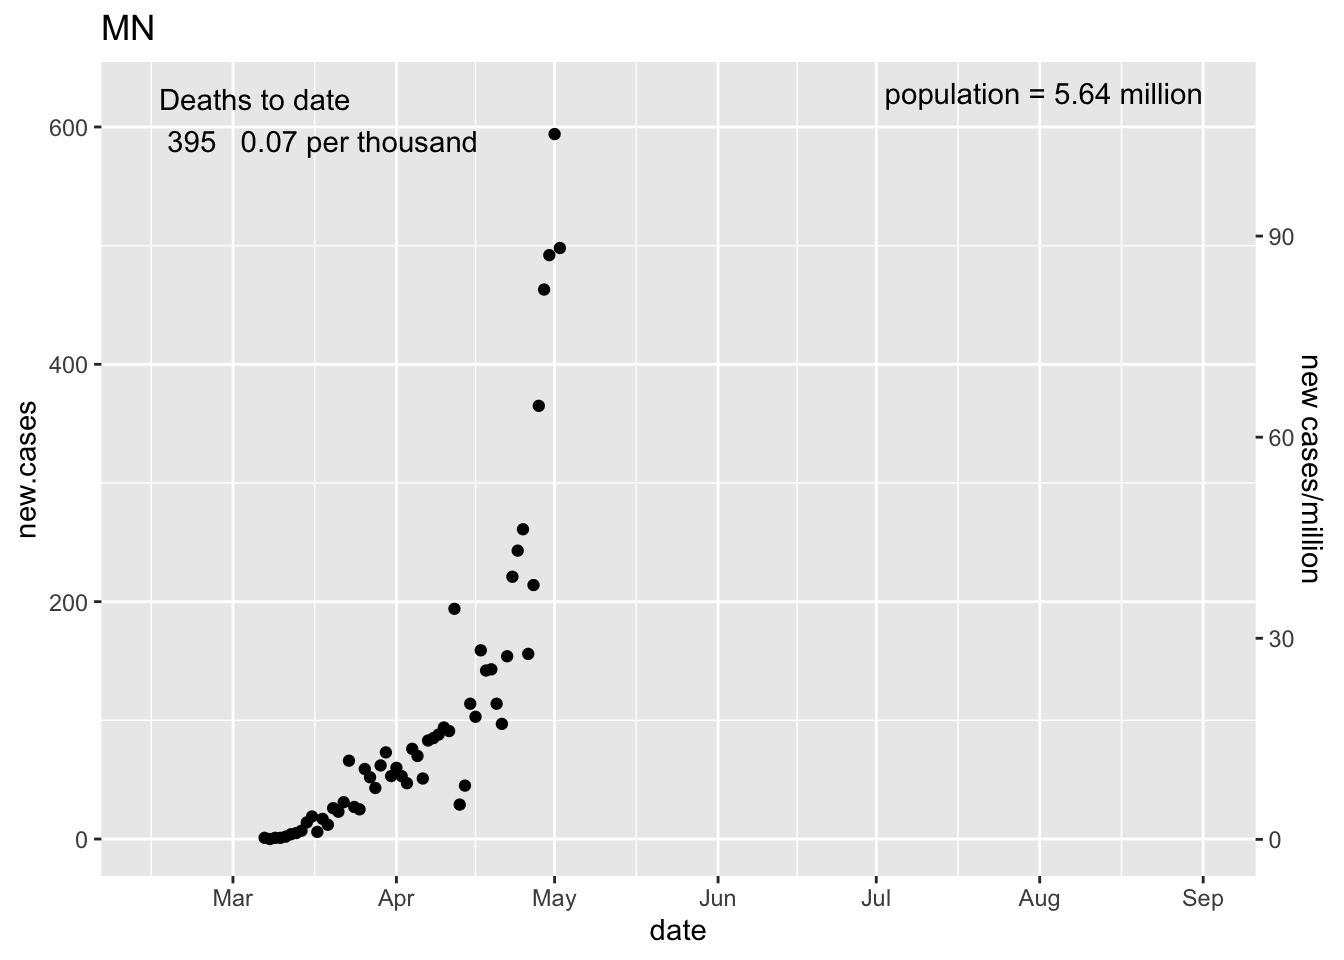 MN
Deaths to date
395 0.07 per thousand
population = 5.64 million
600
400
200
0
new.cases
90
60
30
0
new cases/million
Mar Apr May Jun Jul Aug Sep
date